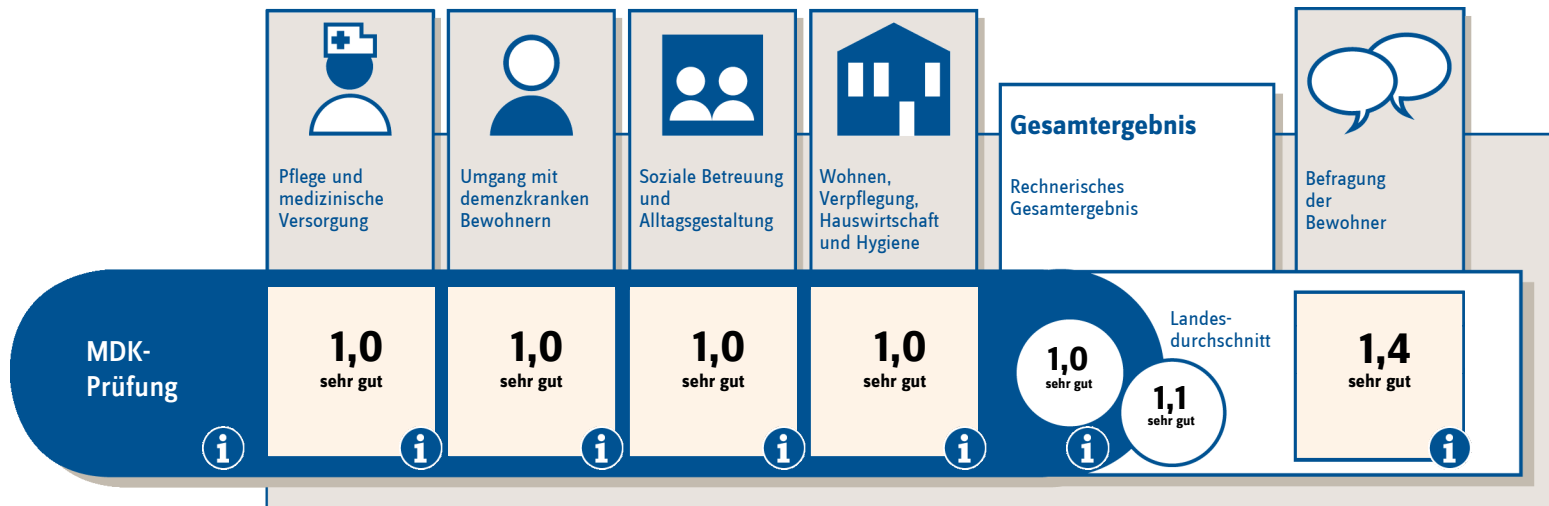 Pflege und
medizinische
Versorgung
Umgang mit
demenzkranken
Bewohnern
Soziale Betreuung
und
Alltagsgestaltung
Wohnen,
Verpflegung,
Hauswirtschaft
und Hygiene
Gesamtergebnis
Rechnerisches
Gesamtergebnis
Befragung
der
Bewohner
MDK-
Prüfung
i
1,0
sehr gut
i
1,0
sehr gut
i
1,0
sehr gut
i
1,0
sehr gut
i
1,0
sehr gut
i
Landes-
durchschnitt
1,1
sehr gut
1,4
sehr gut
i